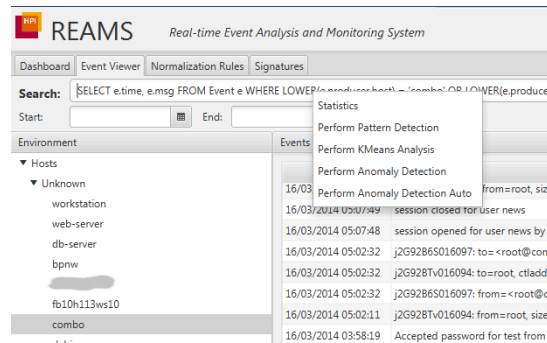 HPI
REAMS Real-time Event Analysis and Monitoring System
Dashboard Event Viewer Normalization Rules Signatures
Search: SELECT e.time, e.msg FROM Event e WHERE LOWER(e.producer.host) = 'combo' OR LOWER(e.produce
Start: End:
Statistics
Perform Pattern Detection
Perform KMeans Analysis
Perform Anomaly Detection
Perform Anomaly Detection Auto
Environment
Hosts
Unknown
workstation
web-server
db-server
bpnw
fb10h113ws10
combo
Events
16/03 from=root, siz
16/03/2014 05:07:49 session closed for user news
16/03/2014 05:07:48 session opened for user news by
16/03/2014 05:02:32 j2G92B6S016097: to=<root@con
16/03/2014 05:02:32 j2G92BTv016094: to=root, ctladd
16/03/2014 05:02:32 j2G92B6S016097: from=<root@c
16/03/2014 05:02:11 j2G92BTv016094: from=root, size
16/03/2014 03:58:19 Accepted password for test from